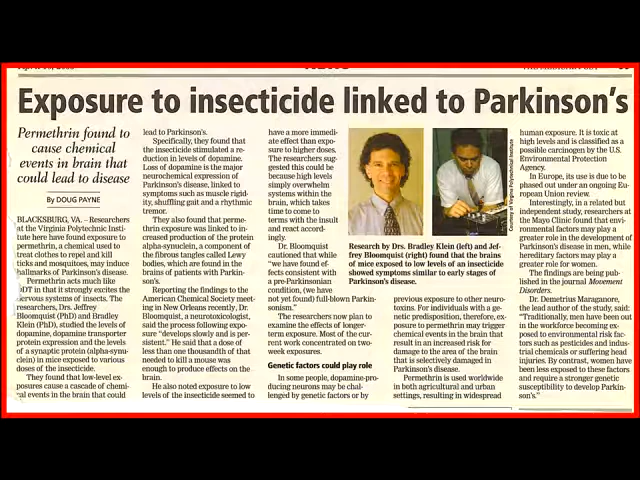 Exposure to insecticide linked to Parkinson's
Permethrin found to
cause chemical
events in brain that
could lead to disease
By DOUG PAYNE
BLACKSBURG, VA. – Researchers
at the Virginia Polytechnic Insti-
tute here have found exposure to
permethrin, a chemical used to
treat clothes to repel and kill
ticks and mosquitoes, may induce
hallmarks of Parkinson's disease.
Permethrin acts much like
DDT in that it strongly excites the
nervous systems of insects. The
researchers, Drs. Jeffrey
Bloomquist (PhD) and Bradley
Klein (PhD), studied the levels of
dopamine, dopamine transporter
protein expression and the levels
of a synaptic protein (alpha-synu-
clein) in mice exposed to various
doses of the insecticide.
They found that low-level ex-
posures cause a cascade of chemi-
cal events in the brain that could
lead to Parkinson's.
Specifically, they found that
the insecticide stimulated a re-
duction in levels of dopamine.
Loss of dopamine is the major
neurochemical expression of
Parkinson's disease, linked to
symptoms such as muscle rigid-
ity, shuffling gait and a rhythmic
tremor.
They also found that perme-
thrin exposure was linked to in-
creased production of the protein
alpha-synuclein, a component of
the fibrous tangles called Lewy
bodies, which are found in the
brains of patients with Parkin-
son's.
Reporting the findings to the
American Chemical Society meet-
ing in New Orleans recently, Dr.
Bloomquist, a neurotoxicologist,
said the process following expo-
sure "develops slowly and is per-
sistent." He said that a dose of
less than one thousandth of that
needed to kill a mouse was
enough to produce effects on the
brain.
He also noted exposure to low
levels of the insecticide seemed to
have a more immedi-
ate effect than expo-
sure to higher doses.
The researchers sug-
gested this could be
because high levels
simply overwhelm
systems within the
brain, which takes
time to come to
terms with the insult
and react accord-
ingly.
Dr. Bloomquist
cautioned that while
"we have found ef-
fects consistent with
a pre-Parkinsonian
condition, (we have
not yet found) full-blown Parkin-
sonism."
The researchers now plan to
examine the effects of longer-
term exposure. Most of the cur-
rent work concentrated on two-
week exposures.
Genetic factors could play role
In some people, dopamine-pro-
ducing neurons may be chal-
lenged by genetic factors or by
Courtesy of Virginia Polytechnic Institute
Research by Drs. Bradley Klein (left) and Jef-
frey Bloomquist (right) found that the brains
of mice exposed to low levels of an insecticide
showed symptoms similar to early stages of
Parkinson's disease.
previous exposure to other neuro-
toxins. For individuals with a ge-
netic predisposition, therefore, ex-
posure to permethrin may trigger
chemical events in the brain that
result in an increased risk for
damage to the area of the brain
that is selectively damaged in
Parkinson's disease.
Permethrin is used worldwide
in both agricultural and urban
settings, resulting in widespread
human exposure. It is toxic at
high levels and is classified as a
possible carcinogen by the U.S.
Environmental Protection
Agency.
In Europe, its use is due to be
phased out under an ongoing Eu-
ropean Union review.
Interestingly, in a related but
independent study, researchers at
the Mayo Clinic found that envi-
ronmental factors may play a
greater role in the development of
Parkinson's disease in men, while
hereditary factors may play a
greater role for women.
The findings are being pub-
lished in the journal Movement
Disorders.
Dr. Demetrius Maraganore,
the lead author of the study, said:
"Traditionally, men have been out
in the workforce becoming ex-
posed to environmental risk fac-
tors such as pesticides and indus-
trial chemicals or suffering head
injuries. By contrast, women have
been less exposed to these factors
and require a stronger genetic
susceptibility to develop Parkin-
son's."